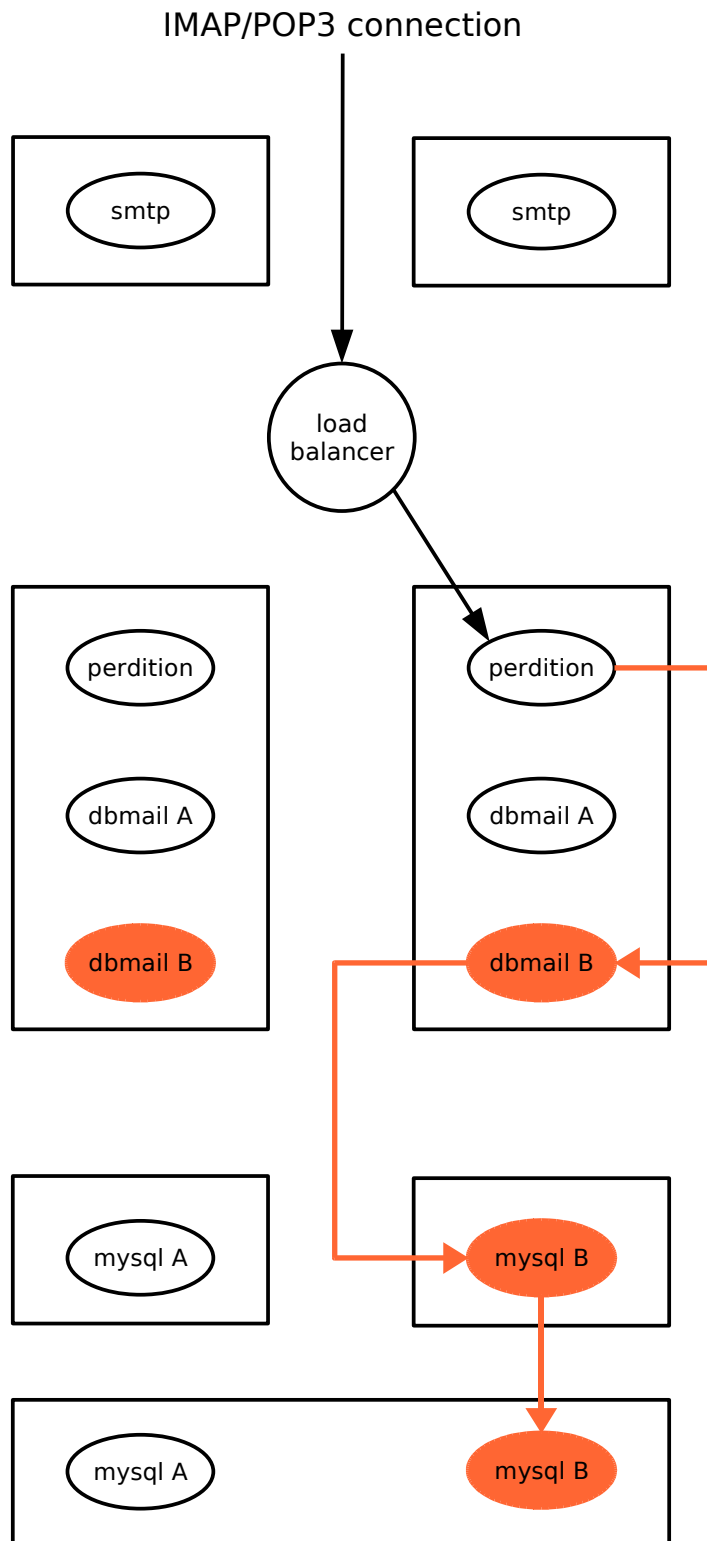 IMAP/POP3 connection
smtp
smtp
load
balancer
perdition
perdition
dbmail A
dbmail A
dbmail B
dbmail B
mysql A
mysql B
mysql A
mysql B